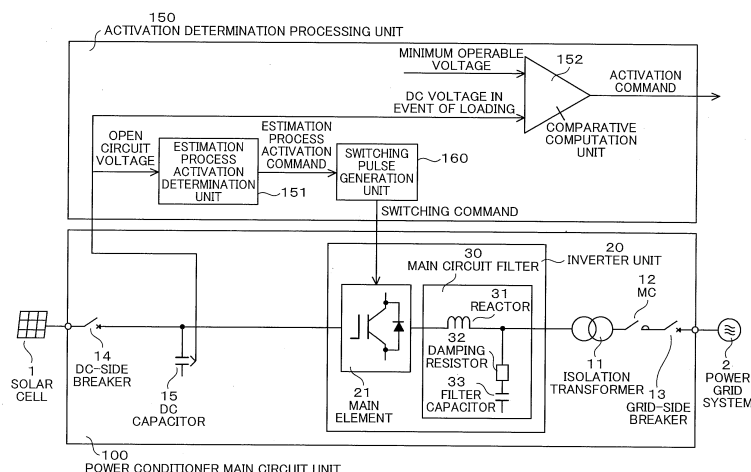 150
ACTIVATION DETERMINATION PROCESSING UNIT
MINIMUM OPERABLE
VOLTAGE
152
ACTIVATION
COMMAND
DC VOLTAGE IN
EVENT OF LOADING
COMPARATIVE
COMPUTATION
UNIT
OPEN
CIRCUIT
VOLTAGE
ESTIMATION
PROCESS
ACTIVATION
DETERMINATION
UNIT
151
ESTIMATION
PROCESS
ACTIVATION
COMMAND
SWITCHING
PULSE
GENERATION
UNIT
160
SWITCHING COMMAND
20
INVERTER UNIT
30
MAIN CIRCUIT FILTER
31
REACTOR
32
DAMPING
RESISTOR
33
FILTER
CAPACITOR
21
MAIN
ELEMENT
12
MC
11
ISOLATION
TRANSFORMER
13
GRID-SIDE
BREAKER
2
POWER
GRID
SYSTEM
1
SOLAR
CELL
14
DC-SIDE
BREAKER
15
DC
CAPACITOR
100
POWER CONDITIONER MAIN CIRCUIT UNIT